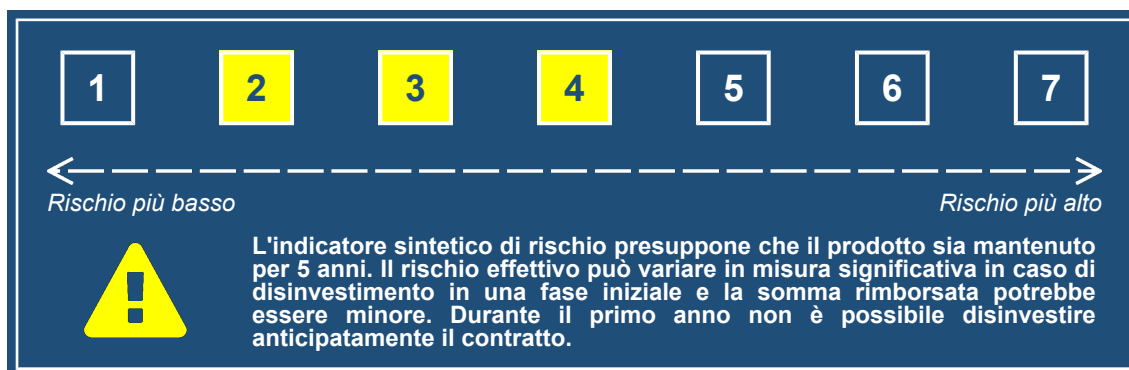 1 2 3 4 5 6 7
Rischio più basso Rischio più alto
L'indicatore sintetico di rischio presuppone che il prodotto sia mantenuto
per 5 anni. Il rischio effettivo può variare in misura significativa in caso di
disinvestimento in una fase iniziale e la somma rimborsata potrebbe
essere minore. Durante il primo anno non è possibile disinvestire
anticipatamente il contratto.